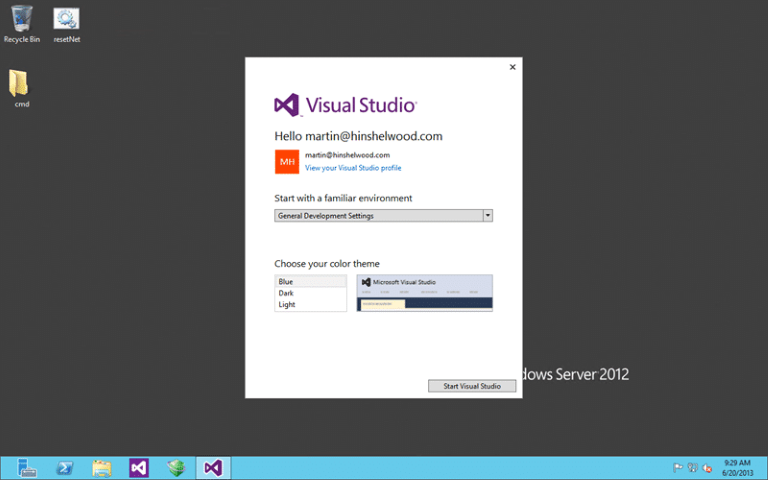 Recycle Bin
resetNet
cmd
Visual Studio
Hello martin@hinshelwood.com
MH
martin@hinshelwood.com
View your Visual Studio profile
Start with a familiar environment
General Development Settings
Choose your color theme
Blue
Dark
Light
Microsoft Visual Studio
Start Visual Studio
dows Server 2012
9:29 AM
6/20/2013